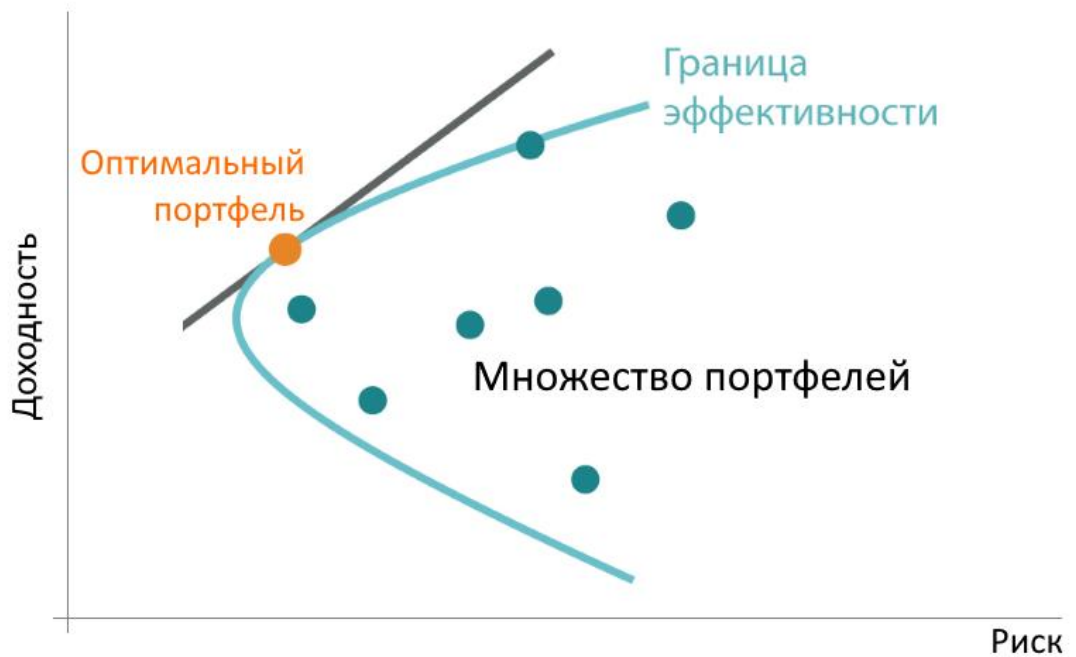 Граница
эффективности
Оптимальный
портфель
Множество портфелей
Доходность
Риск